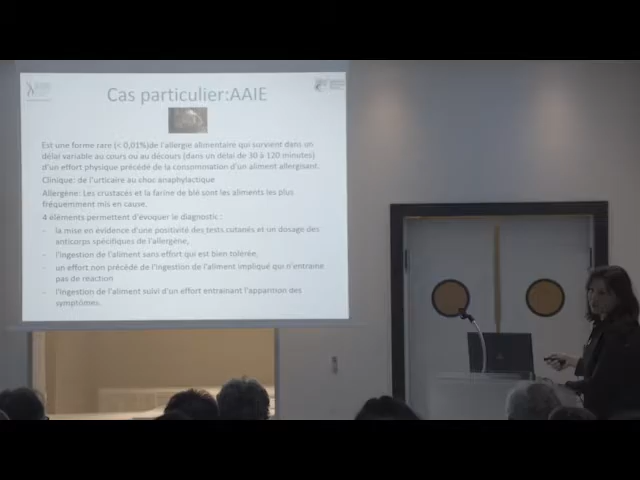 Cas particulier:AAIE
Est une forme rare (< 0,01%)de l'allergie alimentaire qui survient dans un
délai variable au cours ou au décours (dans un délai de 30 à 120 minutes)
d'un effort physique précédé de la consommation d'un aliment allergisant.
Clinique: de l'urticaire au choc anaphylactique
Allergène: Les crustacés et la farine de blé sont les aliments les plus
fréquemment mis en cause.
4 éléments permettent d'évoquer le diagnostic :
- la mise en évidence d'une positivité des tests cutanés et un dosage des
anticorps spécifiques de l'allergène,
- l'ingestion de l'aliment sans effort qui est bien tolérée,
- un effort non précédé de l'ingestion de l'aliment impliqué qui n'entraine
pas de réaction
- l'ingestion de l'aliment suivi d'un effort entrainant l'apparition des
symptômes.